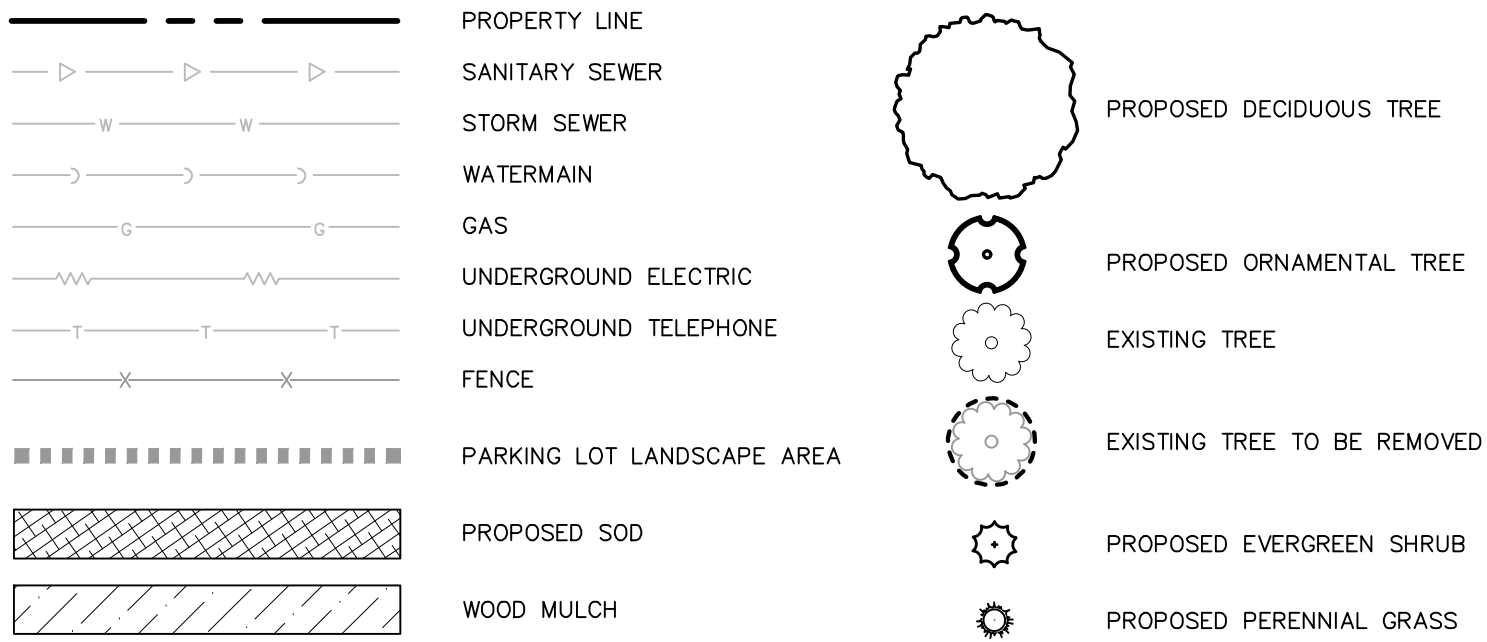 PROPERTY LINE
SANITARY SEWER
W W STORM SEWER
WATERMAIN
G G GAS
UNDERGROUND ELECTRIC
T T T UNDERGROUND TELEPHONE
X X FENCE
PARKING LOT LANDSCAPE AREA
PROPOSED SOD
WOOD MULCH
PROPOSED DECIDUOUS TREE
PROPOSED ORNAMENTAL TREE
EXISTING TREE
EXISTING TREE TO BE REMOVED
PROPOSED EVERGREEN SHRUB
PROPOSED PERENNIAL GRASS